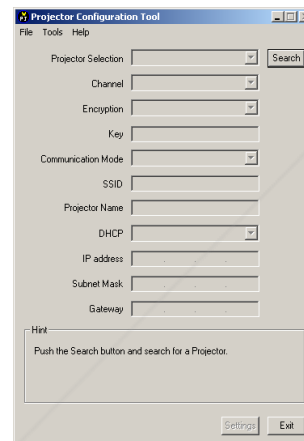 Projector Configuration Tool
File Tools Help
Projector Selection Search
Channel
Encryption
Key
Communication Mode
SSID
Projector Name
DHCP
IP address
Subnet Mask
Gateway
Hint
Push the Search button and search for a Projector.
Settings Exit